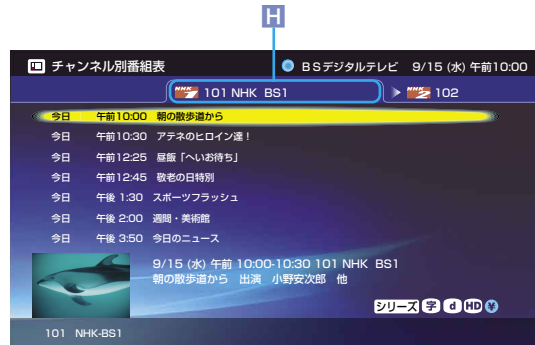 H
チャンネル別番組表 BSデジタルテレビ 9/15 (水) 午前10:00
NHK 1 101 NHK BS1 NHK 2 102
今日 午前10:00 朝の散歩道から
今日 午前10:30 アテネのヒロイン達!
今日 午前12:25 昼飯「へいお待ち」
今日 午前12:45 敬老の日特別
今日 午後 1:30 スポーツフラッシュ
今日 午後 2:00 週間・美術館
今日 午後 3:50 今日のニュース
9/15 (水) 午前 10:00-10:30 101 NHK BS1
朝の散歩道から 出演 小野安次郎 他
シリーズ 字 d HD ¥
101 NHK-BS1